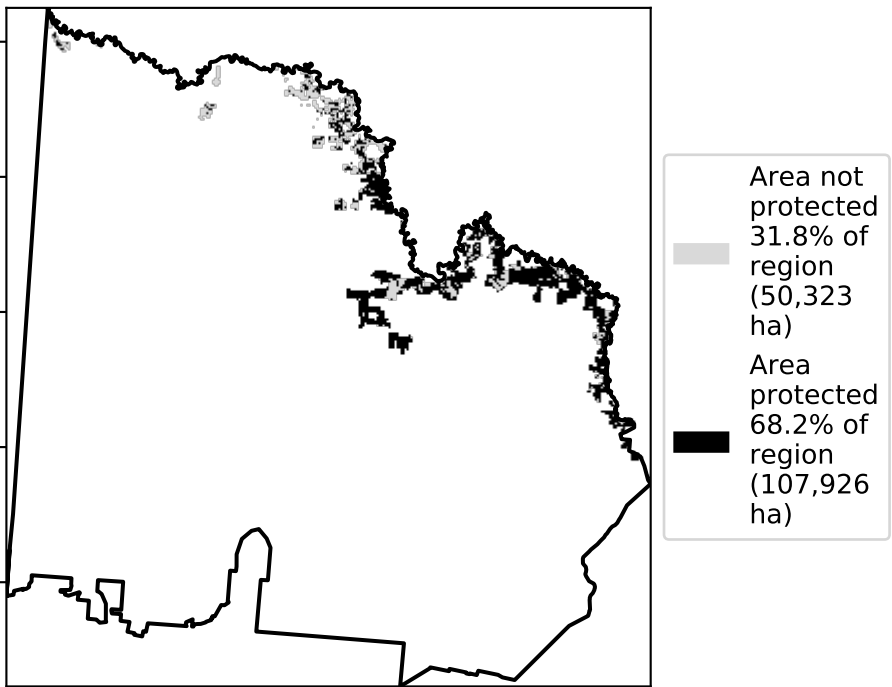 Area not
protected
31.8% of
region
(50,323
ha)
Area
protected
68.2% of
region
(107,926
ha)